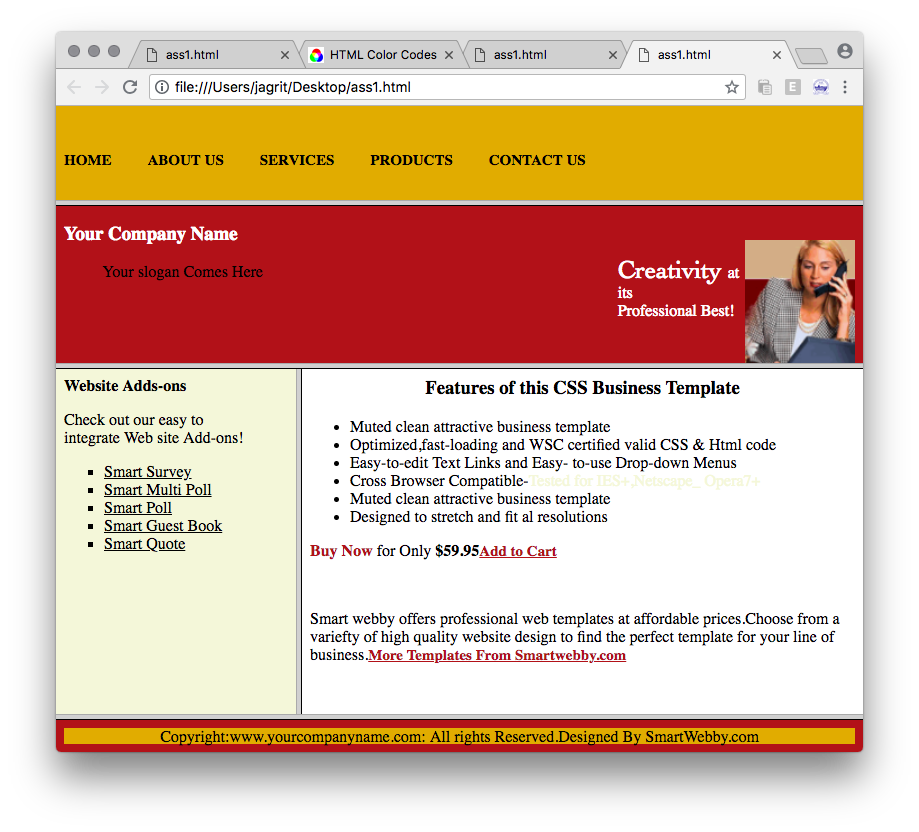 ass1.html
HTML Color Codes
ass1.html
ass1.html
file:///Users/jagrit/Desktop/ass1.html
E
HOME ABOUT US SERVICES PRODUCTS CONTACT US
Your Company Name
Your slogan Comes Here
Creativity at
its
Professional Best!
Website Adds-ons
Check out our easy to
integrate Web site Add-ons!
Smart Survey
Smart Multi Poll
Smart Poll
Smart Guest Book
Smart Quote
Features of this CSS Business Template
Muted clean attractive business template
Optimized,fast-loading and WSC certified valid CSS & Html code
Easy-to-edit Text Links and Easy- to-use Drop-down Menus
Cross Browser Compatible-Tested for IES+,Netscape_ Opera7+
Muted clean attractive business template
Designed to stretch and fit al resolutions
Buy Now for Only $59.95Add to Cart
Smart webby offers professional web templates at affordable prices.Choose from a
variefty of high quality website design to find the perfect template for your line of
business.More Templates From Smartwebby.com
Copyright:www.yourcompanyname.com: All rights Reserved.Designed By SmartWebby.com